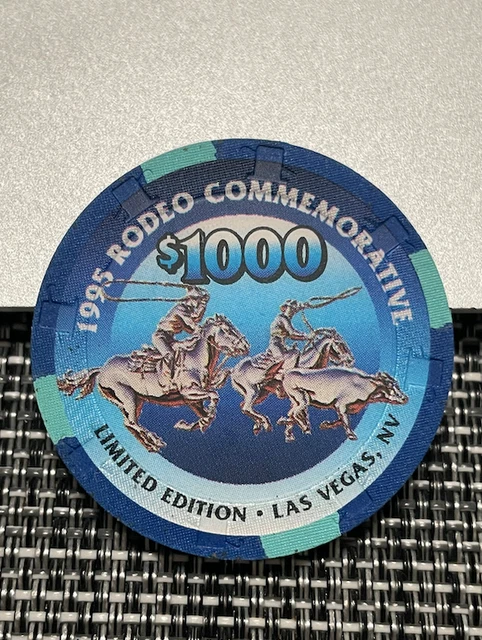 1995 RODEO COMMEMORATIVE
$1000
LIMITED EDITION • LAS VEGAS, NV